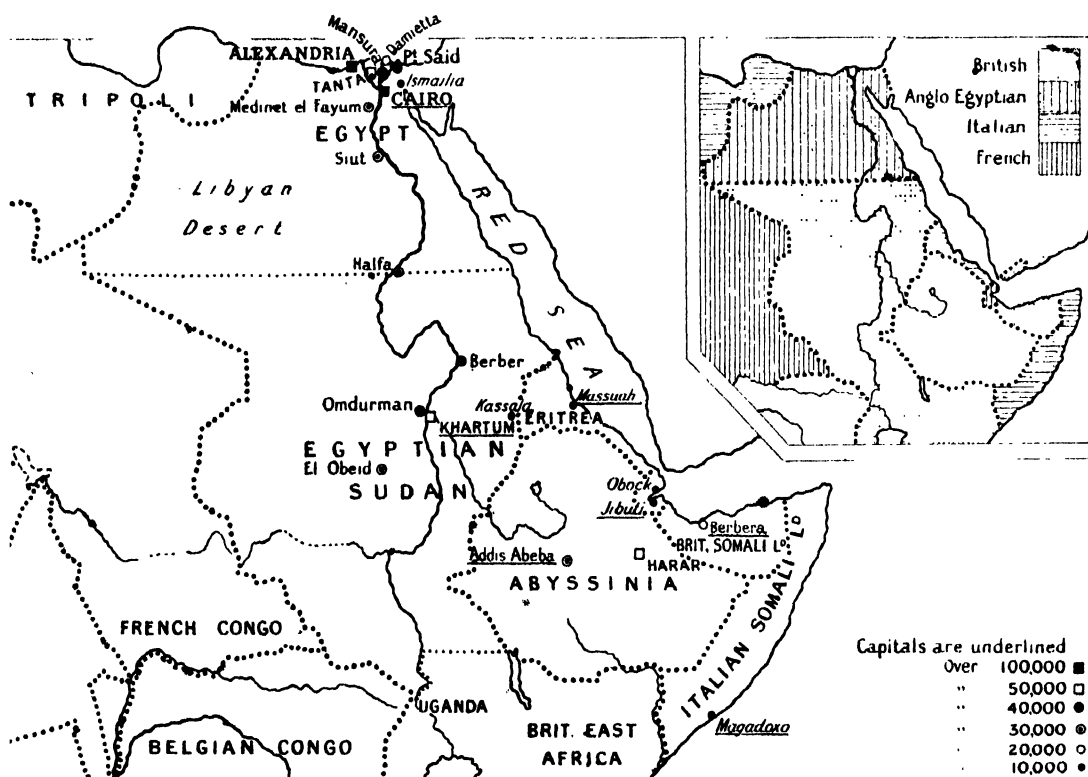 Mansura
Damietta
ALEXANDRIA
Pt. Said
TANTA
Ismailia
CAIRO
TRIPOLI
Medinet el Fayum
EGYPT
Siut
Libyan
Desert
RED SEA
Halfa
Berber
Omdurman
Kassala
Massuah
KHARTUM
ERITREA
EGYPTIAN
El Obeid
SUDAN
Obock
Jibuti
Berbera
BRIT. SOMALI Lᴰ
Addis Abeba
HARAR
ABYSSINIA
ITALIAN SOMALI Lᴰ
FRENCH CONGO
UGANDA
BRIT. EAST
AFRICA
Magadoxo
BELGIAN CONGO
British
Anglo Egyptian
Italian
French
Capitals are underlined
Over 100,000
" 50,000
" 40,000
" 30,000
" 20,000
" 10,000